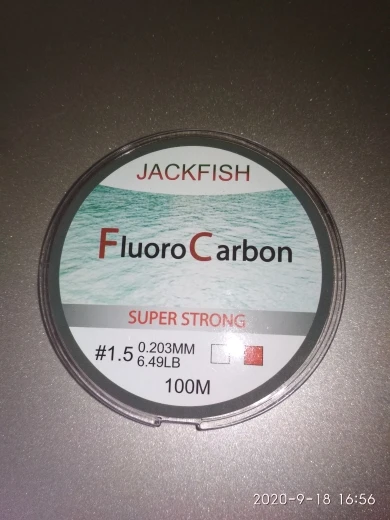 JACKFISH
FluoroCarbon
SUPER STRONG
#1.5 0.203MM
6.49LB
100M
2020-9-18 16:56